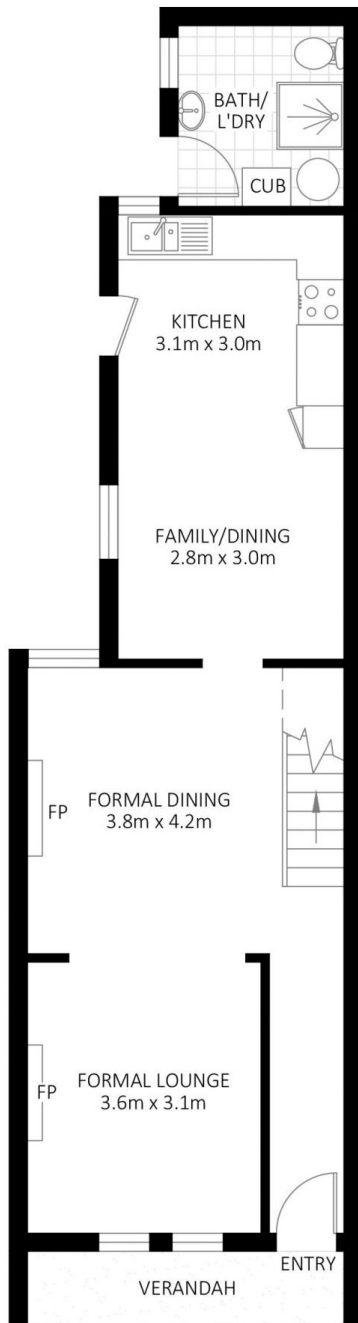 BATH/
L'DRY
CUB
KITCHEN
3.1m x 3.0m
FAMILY/DINING
2.8m x 3.0m
FORMAL DINING
3.8m x 4.2m
FP
FORMAL LOUNGE
3.6m x 3.1m
FP
ENTRY
VERANDAH